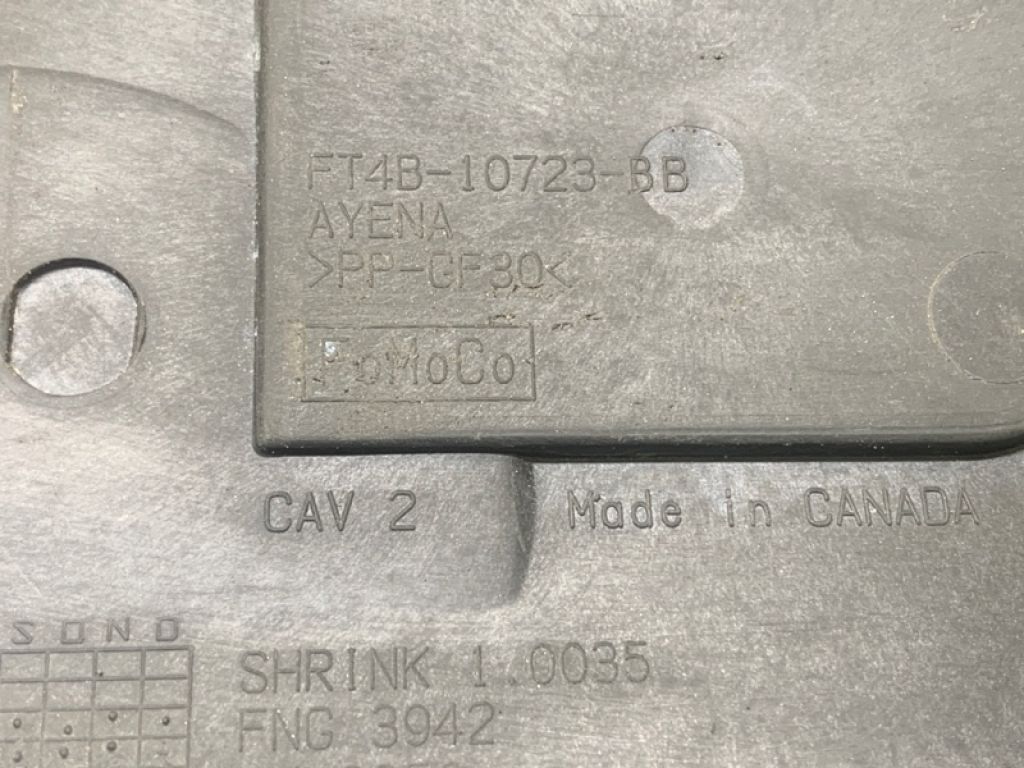 FT4B-10723-BB
AYENA
>PP-GF30<
FoMoCo
CAV 2
Made in CANADA
S O N D
SHRINK 1.0035
FNG 3942